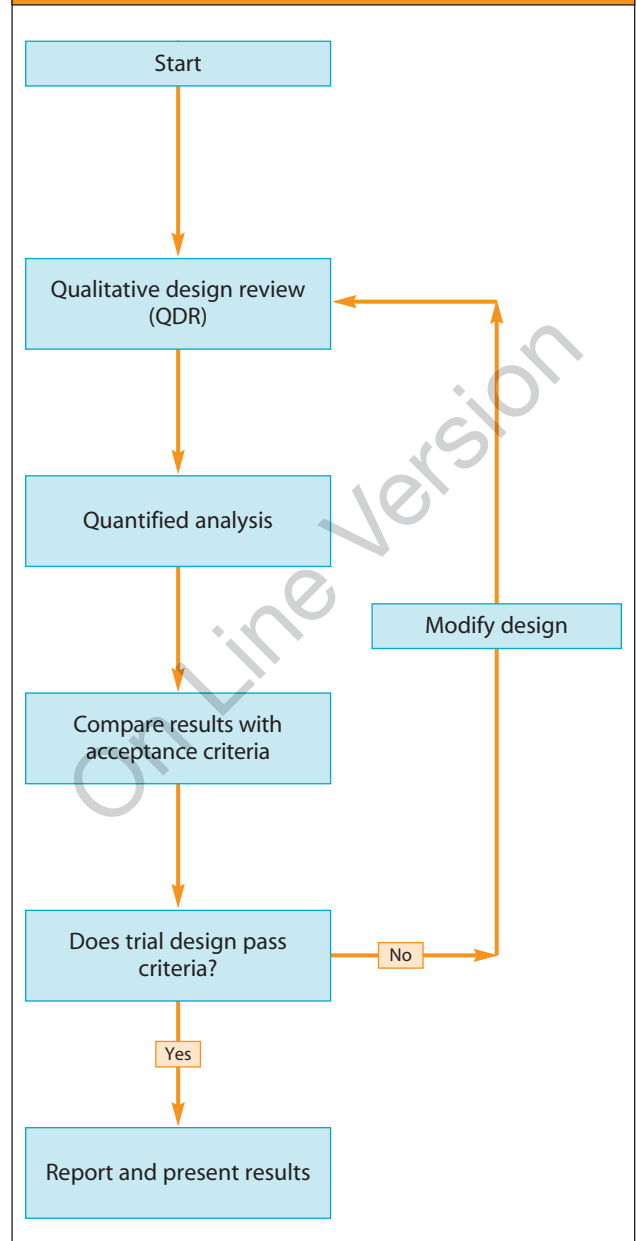 Start
Qualitative design review
(QDR)
Quantified analysis
Modify design
Compare results with
acceptance criteria
Does trial design pass
criteria?
No
Yes
Report and present results
On Line Version